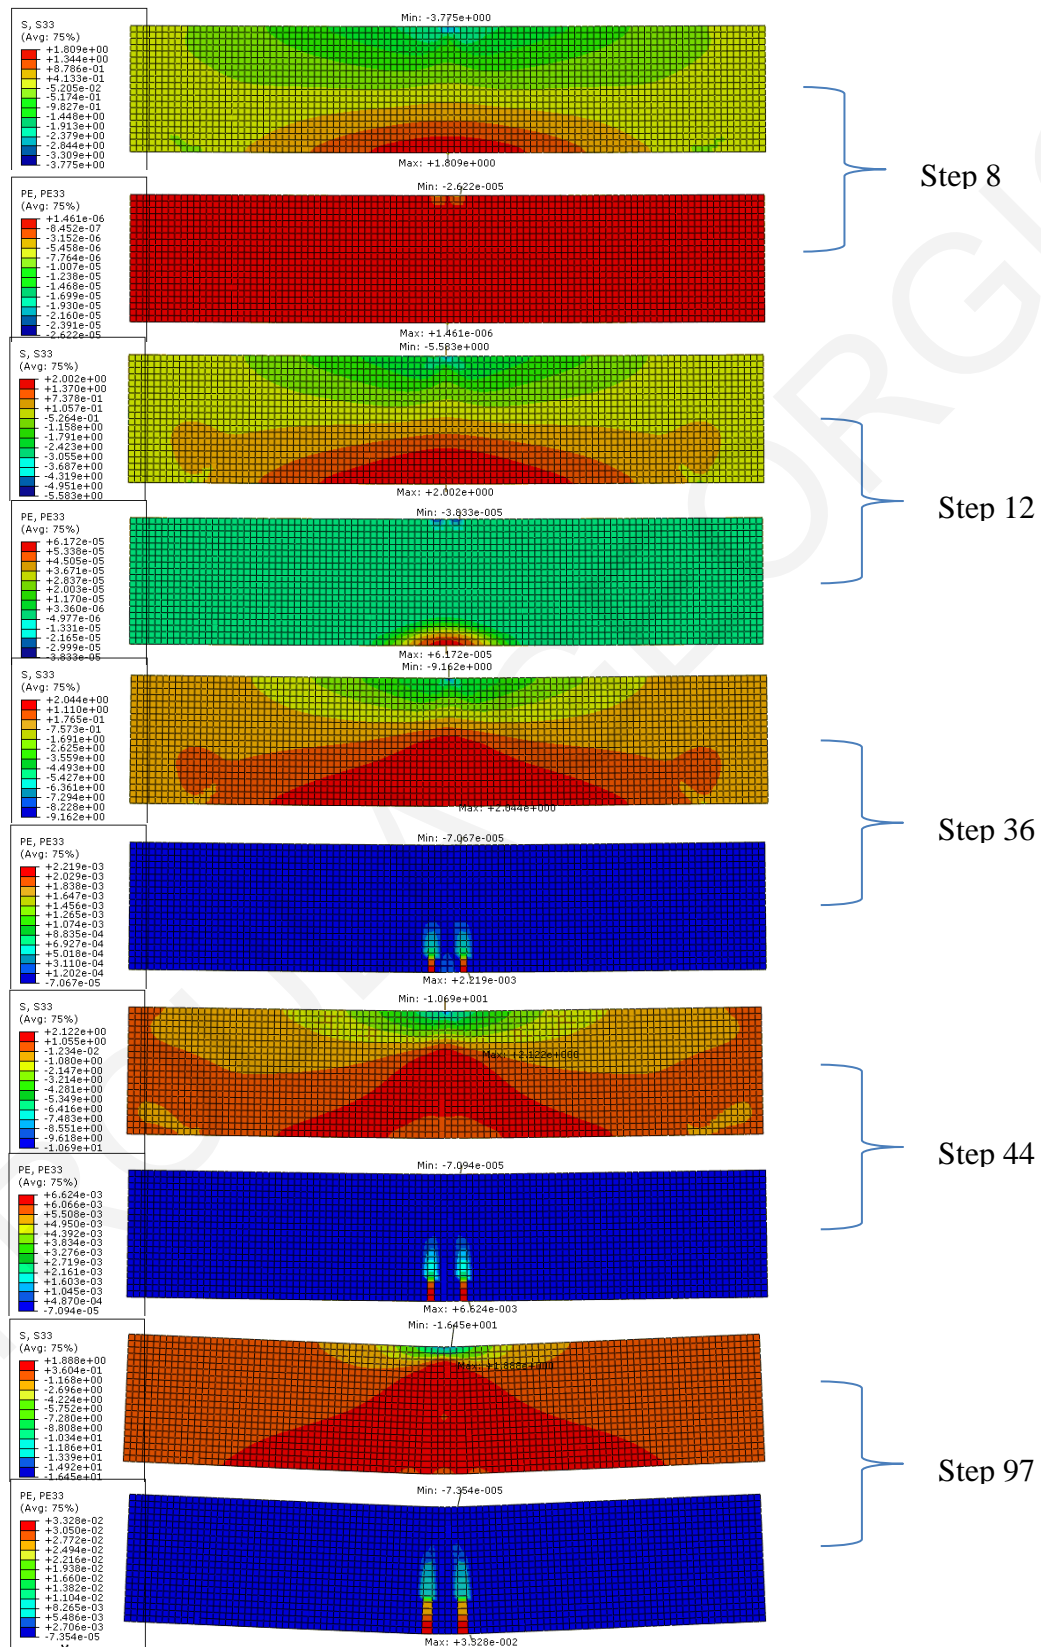 Min: -3.775e+000
S, S33
(Avg: 75%)
+1.809e+00
+1.344e+00
+8.786e-01
+4.133e-01
-5.205e-02
-5.174e-01
-9.827e-01
-1.448e+00
-1.913e+00
-2.379e+00
-2.844e+00
-3.309e+00
-3.775e+00
Max: +1.809e+000
Step 8
Min: -2.622e-005
PE, PE33
(Avg: 75%)
+1.461e-06
-8.452e-07
-3.152e-06
-5.458e-06
-7.764e-06
-1.007e-05
-1.238e-05
-1.468e-05
-1.699e-05
-1.930e-05
-2.160e-05
-2.391e-05
-2.622e-05
Max: +1.461e-006
Min: -5.583e+000
S, S33
(Avg: 75%)
+2.002e+00
+1.370e+00
+7.378e-01
+1.057e-01
-5.264e-01
-1.158e+00
-1.791e+00
-2.423e+00
-3.055e+00
-3.687e+00
-4.319e+00
-4.951e+00
-5.583e+00
Max: +2.002e+000
Step 12
Min: -3.833e-005
PE, PE33
(Avg: 75%)
+6.172e-05
+5.338e-05
+4.505e-05
+3.671e-05
+2.837e-05
+2.003e-05
+1.170e-05
+3.360e-06
-4.977e-06
-1.331e-05
-2.165e-05
-2.999e-05
-3.833e-05
Max: +6.172e-005
Min: -9.162e+000
S, S33
(Avg: 75%)
+2.044e+00
+1.110e+00
+1.765e-01
-7.573e-01
-1.691e+00
-2.625e+00
-3.559e+00
-4.493e+00
-5.427e+00
-6.361e+00
-7.294e+00
-8.228e+00
-9.162e+00
Max: +2.044e+000
Step 36
Min: -7.067e-005
PE, PE33
(Avg: 75%)
+2.219e-03
+2.029e-03
+1.838e-03
+1.647e-03
+1.456e-03
+1.265e-03
+1.074e-03
+8.835e-04
+6.927e-04
+5.018e-04
+3.110e-04
+1.202e-04
-7.067e-05
Max: +2.219e-003
Min: -1.069e+001
S, S33
(Avg: 75%)
+2.122e+00
+1.055e+00
-1.234e-02
-1.080e+00
-2.147e+00
-3.214e+00
-4.281e+00
-5.349e+00
-6.416e+00
-7.483e+00
-8.551e+00
-9.618e+00
-1.069e+01
Max: +2.122e+000
Step 44
Min: -7.094e-005
PE, PE33
(Avg: 75%)
+6.624e-03
+6.066e-03
+5.508e-03
+4.950e-03
+4.392e-03
+3.834e-03
+3.276e-03
+2.719e-03
+2.161e-03
+1.603e-03
+1.045e-03
+4.870e-04
-7.094e-05
Max: +6.624e-003
Min: -1.645e+001
S, S33
(Avg: 75%)
+1.888e+00
+3.604e-01
-1.168e+00
-2.696e+00
-4.224e+00
-5.752e+00
-7.280e+00
-8.808e+00
-1.034e+01
-1.186e+01
-1.339e+01
-1.492e+01
-1.645e+01
Max: +1.888e+000
Step 97
Min: -7.354e-005
PE, PE33
(Avg: 75%)
+3.328e-02
+3.050e-02
+2.772e-02
+2.494e-02
+2.216e-02
+1.938e-02
+1.660e-02
+1.382e-02
+1.104e-02
+8.265e-03
+5.486e-03
+2.706e-03
-7.354e-05
Max: +3.328e-002